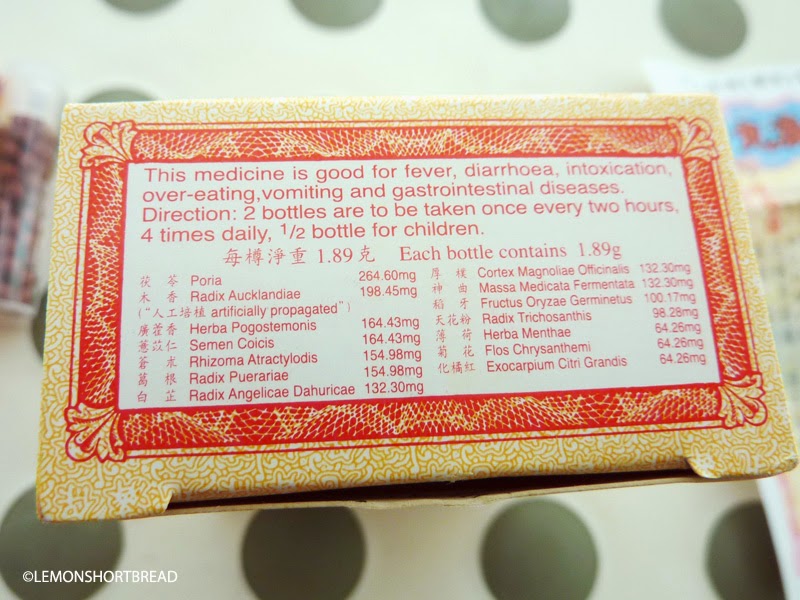 This medicine is good for fever, diarrhoea, intoxication,
over-eating,vomiting and gastrointestinal diseases.
Direction: 2 bottles are to be taken once every two hours,
4 times daily, 1/2 bottle for children.
每樽淨重 1.89 克 Each bottle contains 1.89g
茯苓 Poria 264.60mg
木香 Radix Aucklandiae 198.45mg
("人工培植 artificially propagated")
廣藿香 Herba Pogostemonis 164.43mg
薏苡仁 Semen Coicis 164.43mg
蒼朮 Rhizoma Atractylodis 154.98mg
葛根 Radix Puerariae 154.98mg
白芷 Radix Angelicae Dahuricae 132.30mg
厚樸 Cortex Magnoliae Officinalis 132.30mg
神曲 Massa Medicata Fermentata 132.30mg
稻牙 Fructus Oryzae Germinetus 100.17mg
天花粉 Radix Trichosanthis 98.28mg
薄荷 Herba Menthae 64.26mg
菊花 Flos Chrysanthemi 64.26mg
化橘紅 Exocarpium Citri Grandis 64.26mg
©LEMONSHORTBREAD